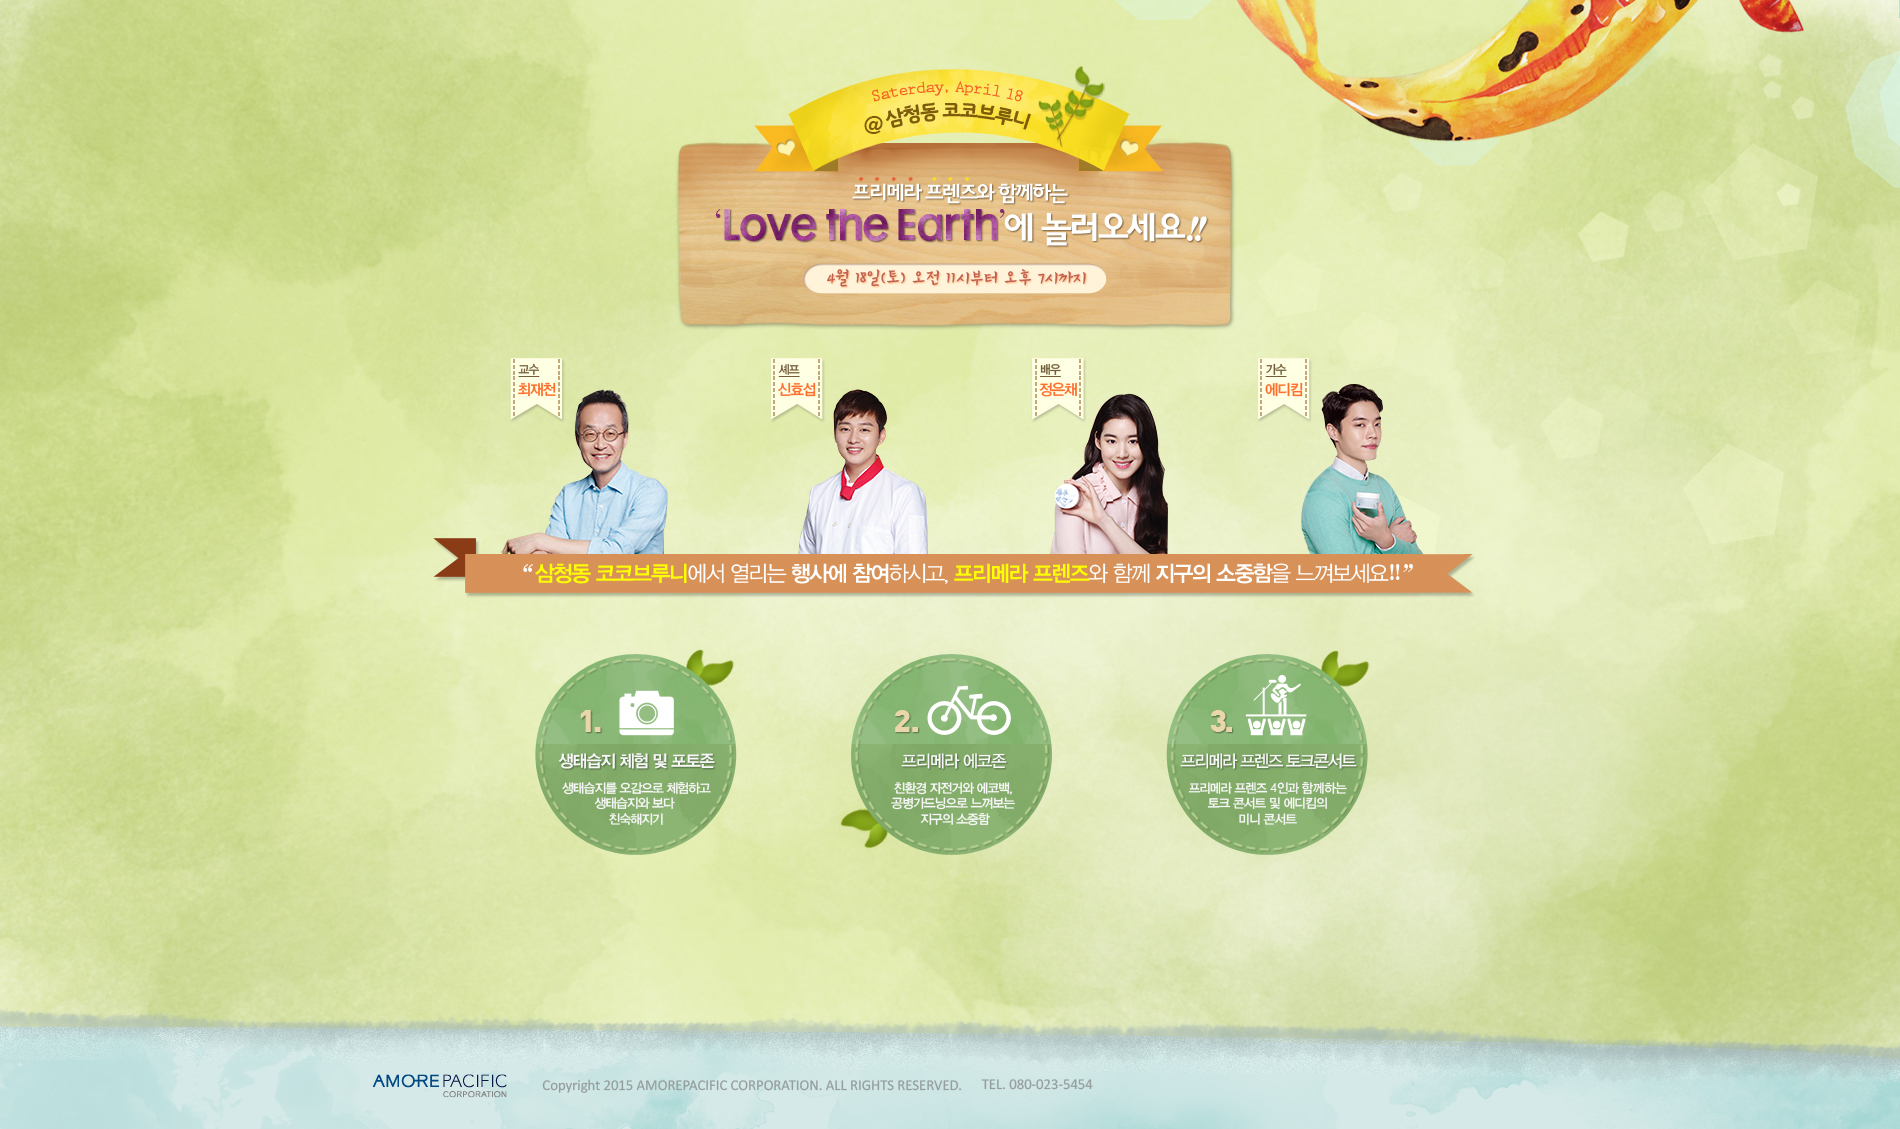 Saterday, April 18
@ 삼청동 코코브루니
프리메라 프렌즈와 함께하는
‘Love the Earth’에 놀러오세요!!
4월 18일(토) 오전 11시부터 오후 7시까지
교수
최재천
셰프
신효섭
배우
정은채
가수
에디킴
“삼청동 코코브루니에서 열리는 행사에 참여하시고, 프리메라 프렌즈와 함께 지구의 소중함을 느껴보세요!!”
1.
생태습지 체험 및 포토존
생태습지를 오감으로 체험하고
생태습지와 보다
친숙해지기
2.
프리메라 에코존
친환경 자전거와 에코백,
공병가드닝으로 느껴보는
지구의 소중함
3.
프리메라 프렌즈 토크콘서트
프리메라 프렌즈 4인과 함께하는
토크 콘서트 및 에디킴의
미니 콘서트
AMOREPACIFIC
CORPORATION
Copyright 2015 AMOREPACIFIC CORPORATION. ALL RIGHTS RESERVED. TEL. 080-023-5454